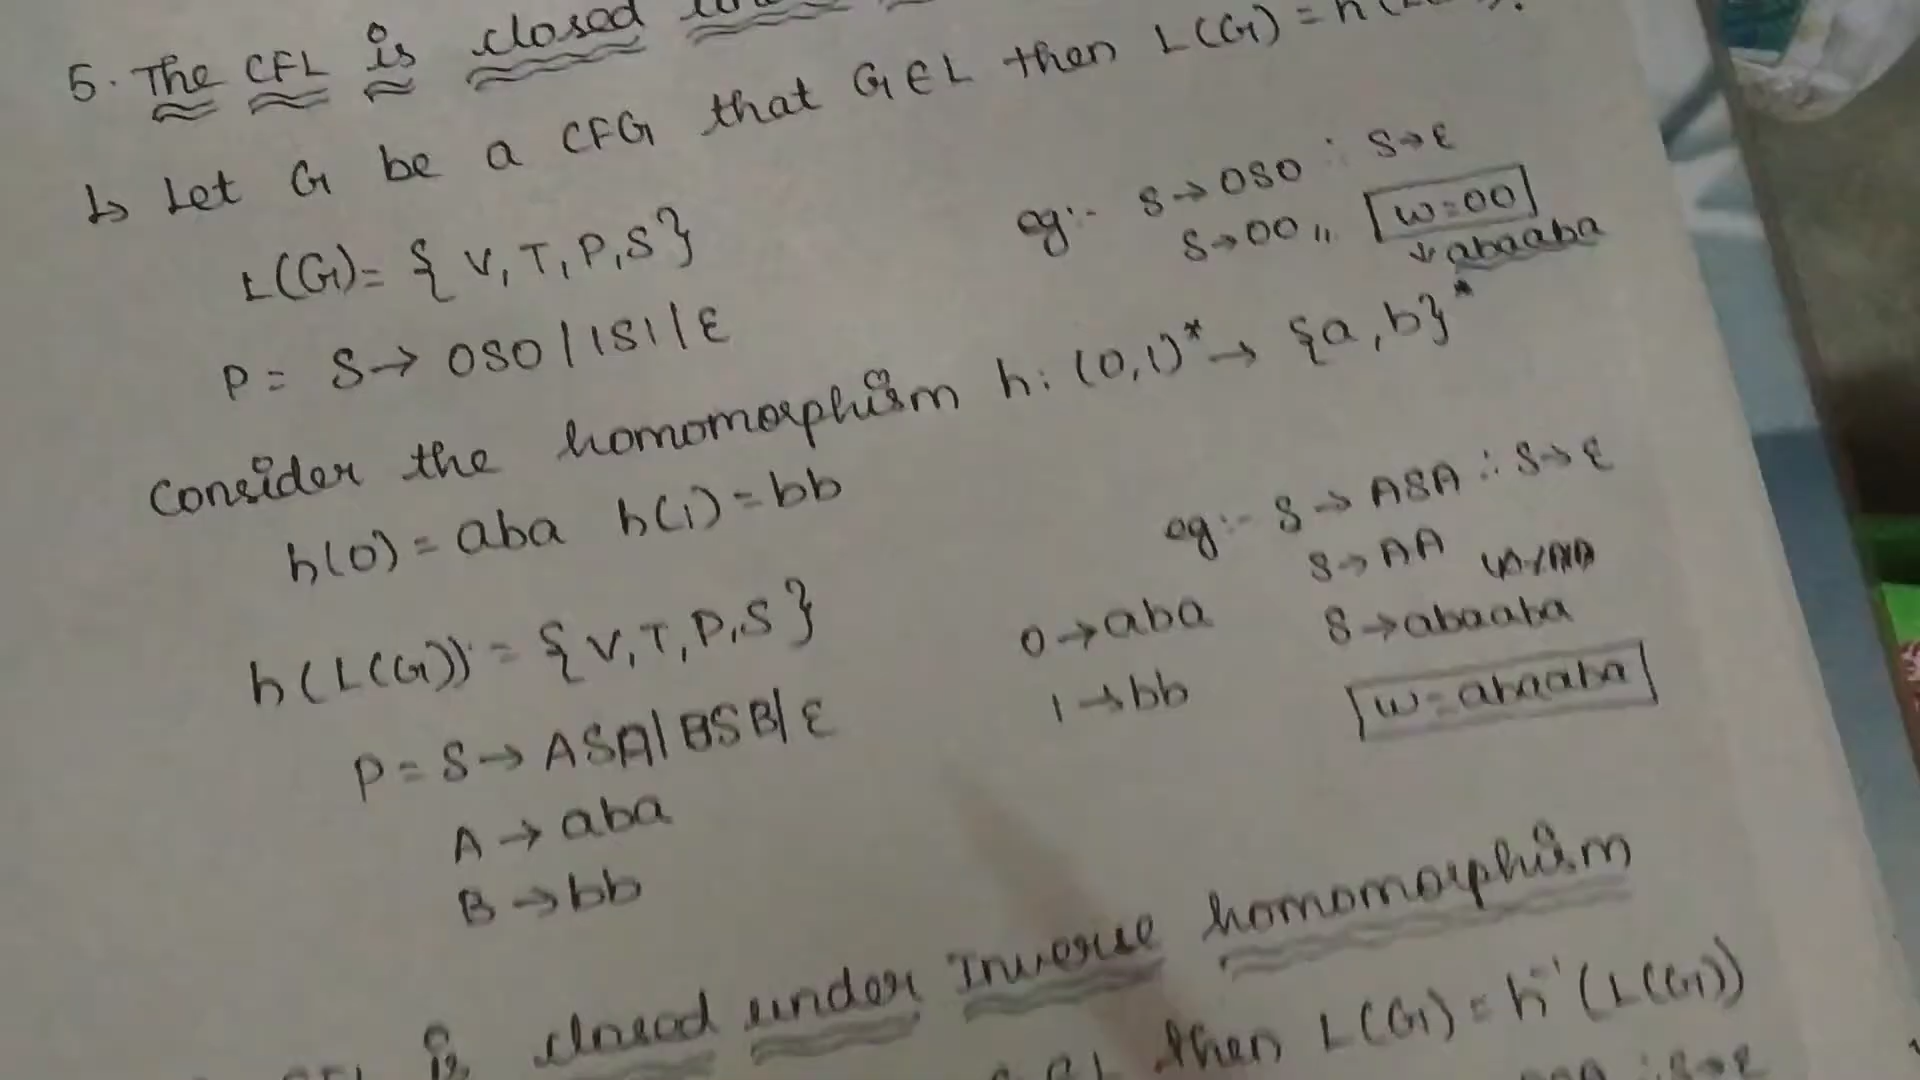 5. The CFL is closed
↳ Let G be a CFG that G∈L then L(G) = h(
L(G) = { V, T, P, S }
P = S → 0S0 | 1S1 | ε
eg:- S → 0S0 ∵ S→ε
S→00 ,, w=00
↓ abaaba
Consider the homomorphism h: (0,1)* → {a,b}*
h(0) = aba h(1) = bb
h(L(G)) = { V, T, P, S }
P = S → ASA | BSB | ε
A → aba
B → bb
0 → aba
1 → bb
eg:- S → ASA ∵ S→ε
S→ AA
S → abaaba
w = abaaba
CFL is closed under Inverse homomorphism
then L(G) = h⁻¹(L(G))
∵ S→ε